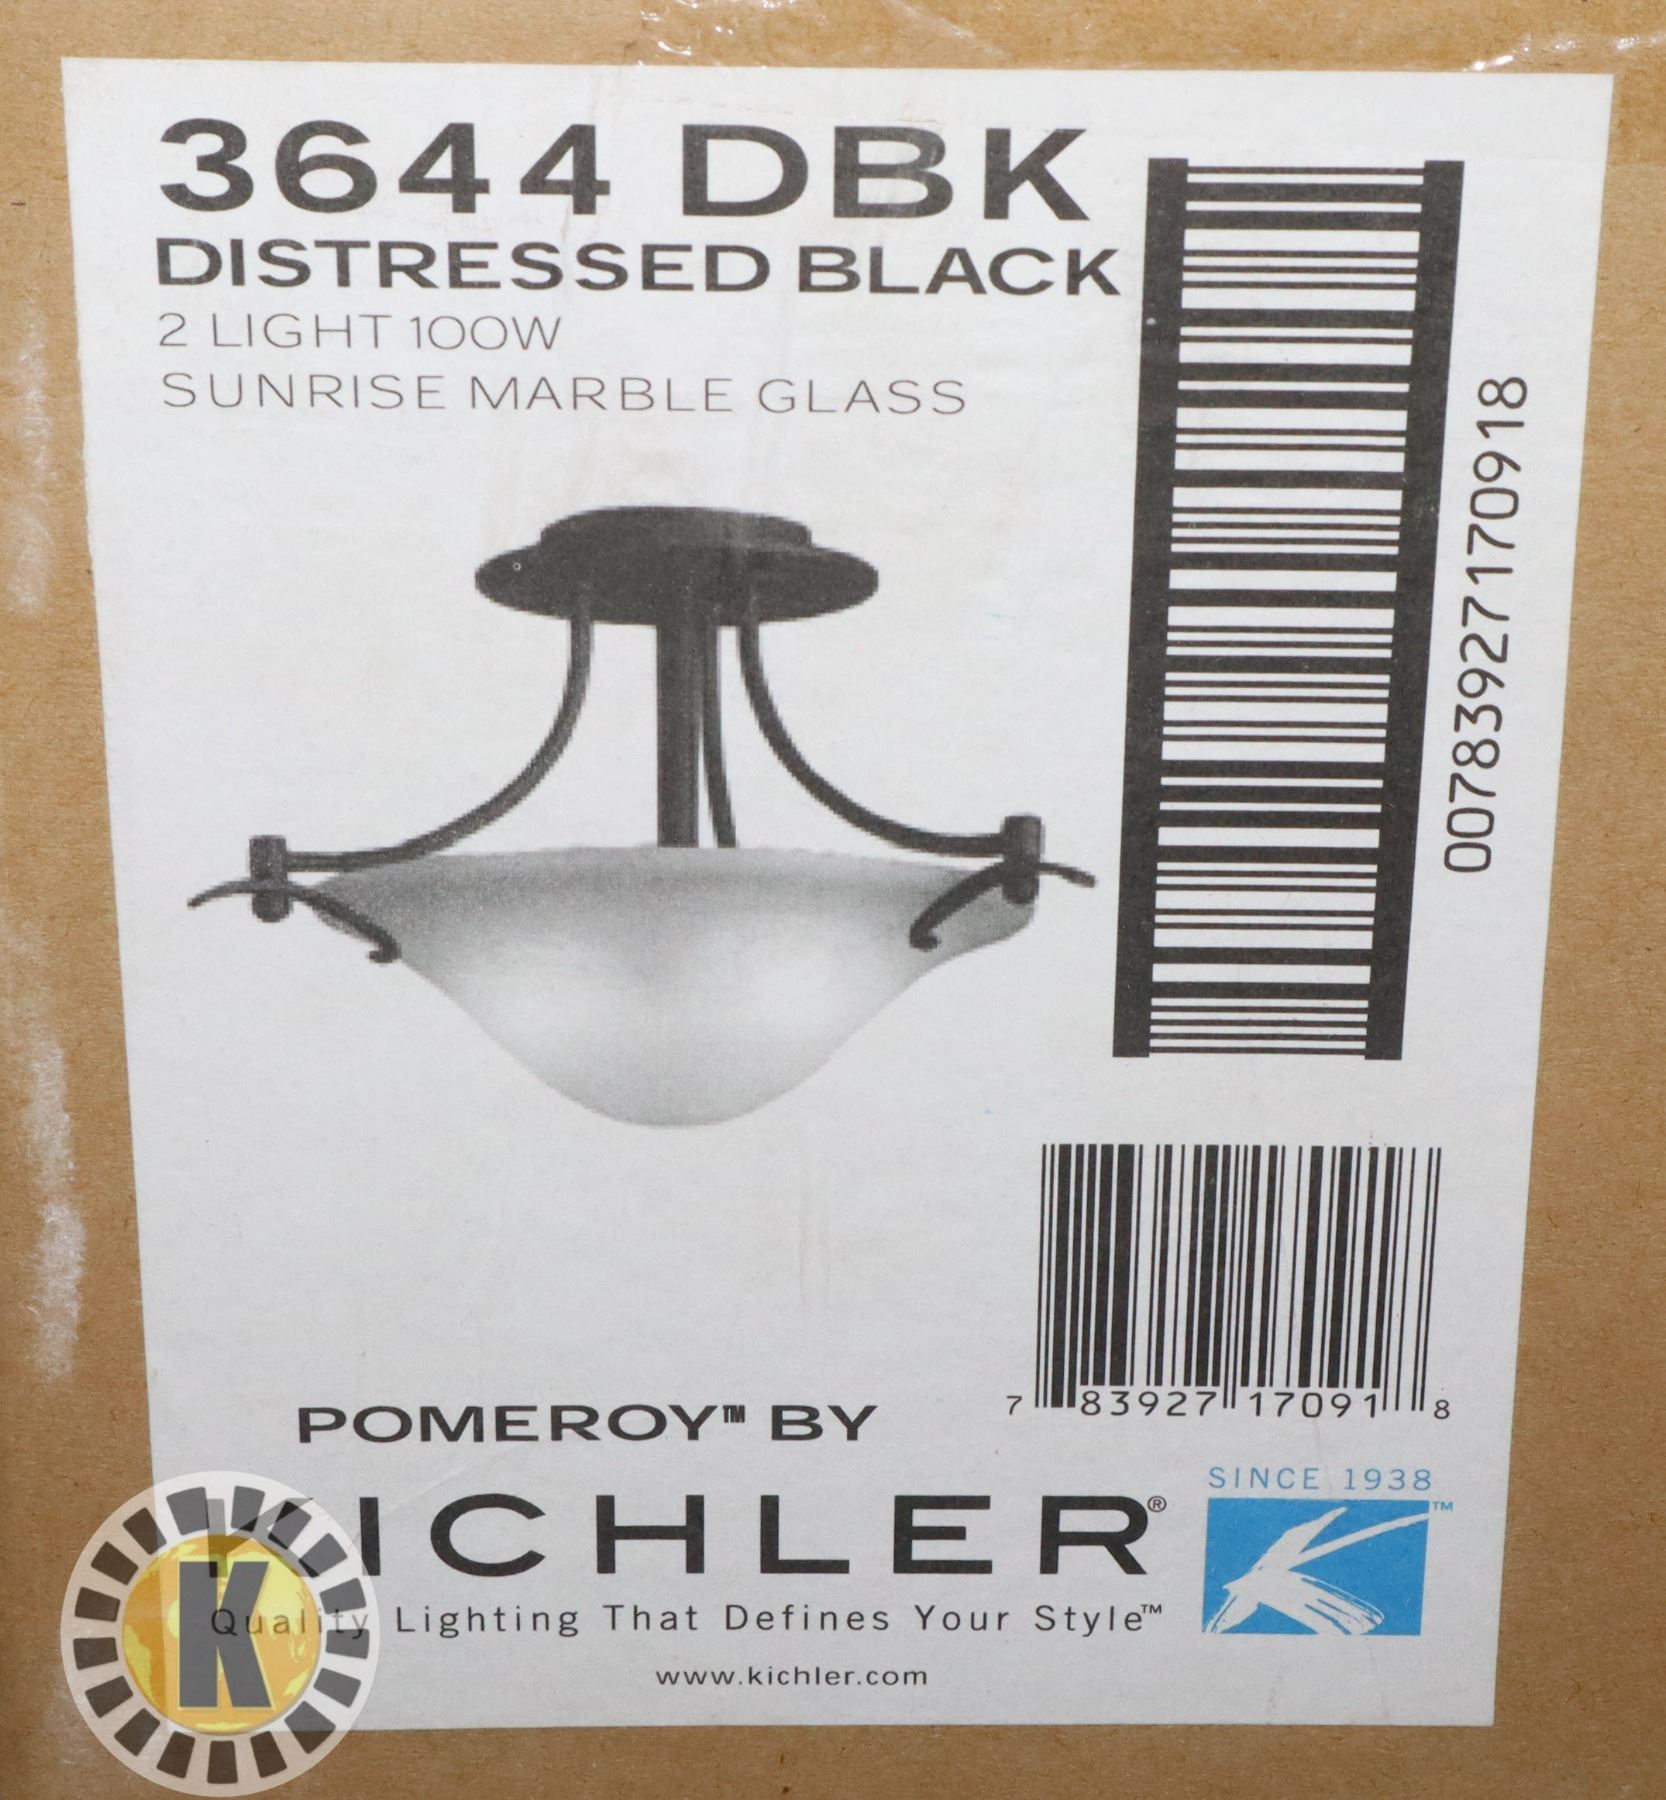 3644 DBK
DISTRESSED BLACK
2 LIGHT 100W
SUNRISE MARBLE GLASS
00783927170918
7 83927 17091 8
POMEROY™ BY
KICHLER®
SINCE 1938
™
Quality Lighting That Defines Your Style™
www.kichler.com
K